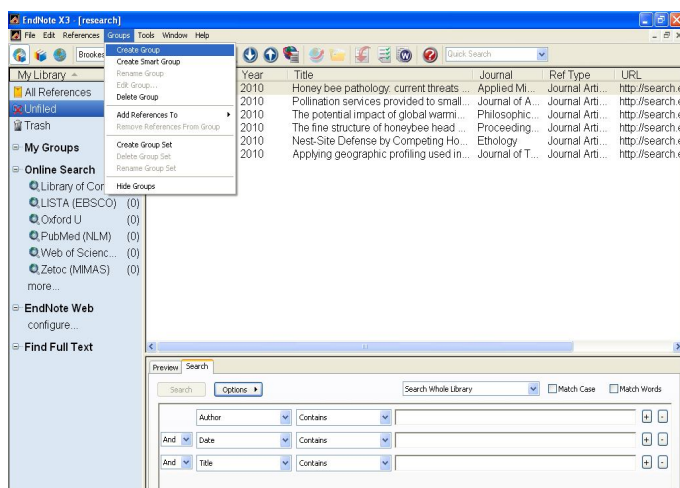 EndNote X3 - [research]
File Edit References Groups Tools Window Help
Brookes
Quick Search
Create Group
Create Smart Group
Rename Group
Edit Group...
Delete Group
Add References To
Remove References From Group
Create Group Set
Delete Group Set
Rename Group Set
Hide Groups
My Library
All References
Unfiled
Trash
My Groups
Online Search
Library of Con
LISTA (EBSCO) (0)
Oxford U (0)
PubMed (NLM) (0)
Web of Scienc... (0)
Zetoc (MIMAS) (0)
more...
EndNote Web
configure...
Find Full Text
Year Title Journal Ref Type URL
2010 Honey bee pathology: current threats ... Applied Mi... Journal Arti... http://search.e
2010 Pollination services provided to small... Journal of A... Journal Arti... http://search.e
2010 The potential impact of global warmi... Philosophic... Journal Arti... http://search.e
2010 The fine structure of honeybee head ... Proceeding... Journal Arti... http://search.e
2010 Nest-Site Defense by Competing Ho... Ethology Journal Arti... http://search.e
2010 Applying geographic profiling used in... Journal of T... Journal Arti... http://search.e
Preview Search
Search Options Search Whole Library Match Case Match Words
Author Contains + -
And Date Contains + -
And Title Contains + -